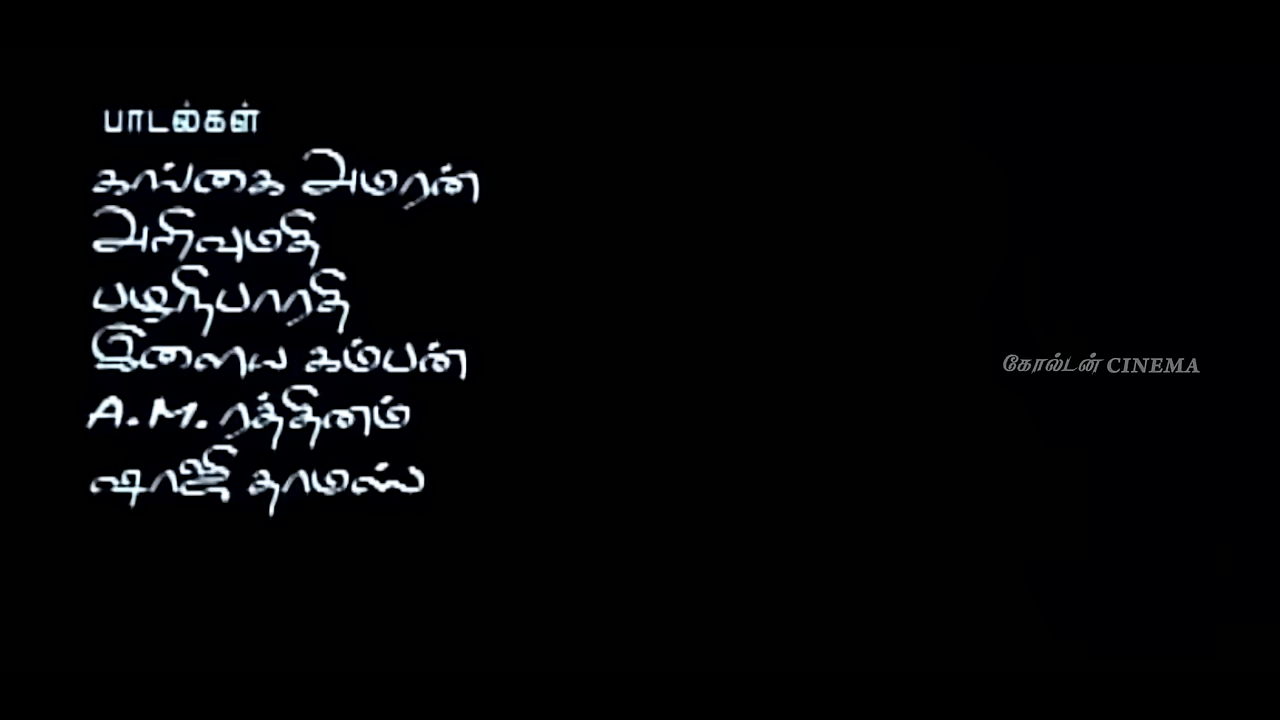 பாடல்கள்
கங்கை அமரன்
அறிவுமதி
பழநிபாரதி
இளைய கம்பன்
A.M. ரத்தினம்
ஷாஜி தாமஸ்
கோல்டன் CINEMA